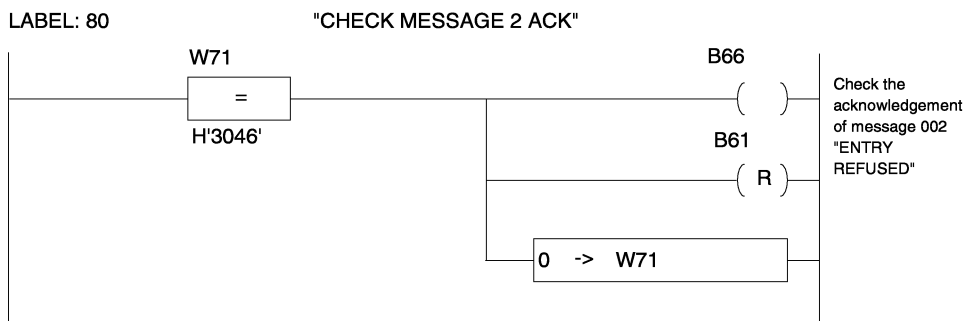 LABEL: 80 "CHECK MESSAGE 2 ACK"
W71
=
H'3046'
B66
( )
B61
( R )
0 -> W71
Check the
acknowledgement
of message 002
"ENTRY
REFUSED"